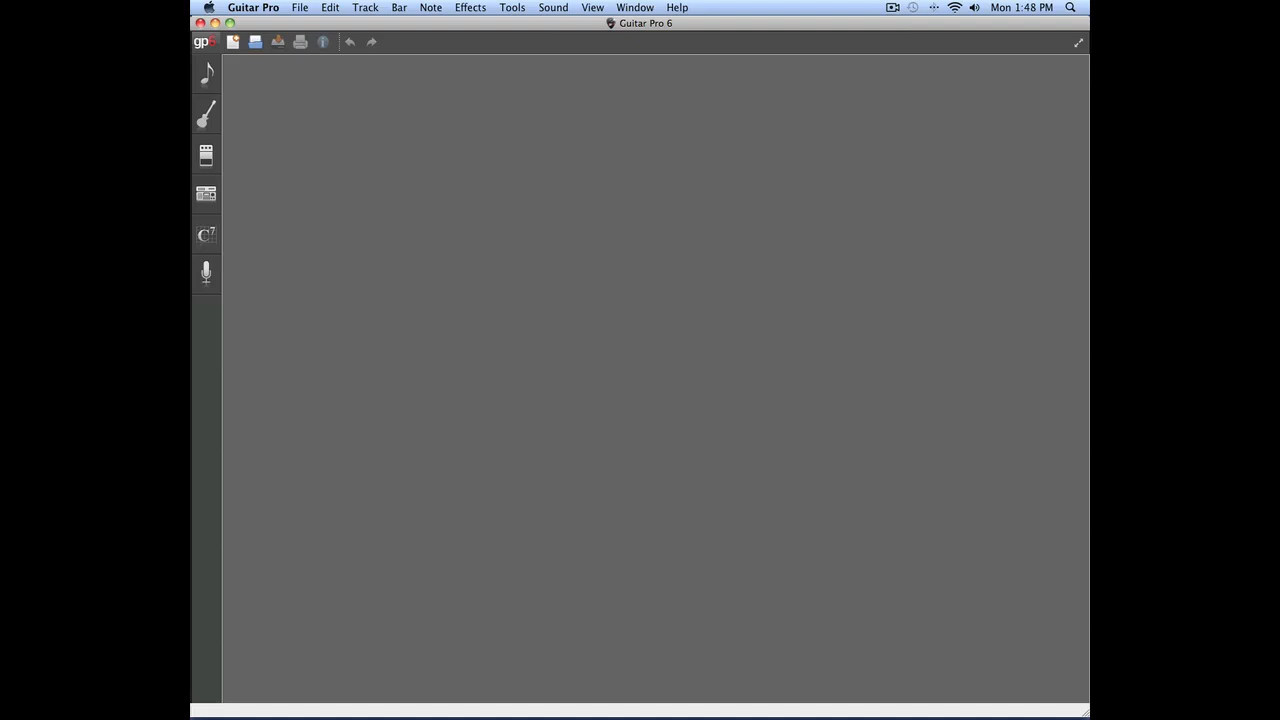 Guitar Pro File Edit Track Bar Note Effects Tools Sound View Window Help Mon 1:48 PM
Guitar Pro 6
gp6
C7